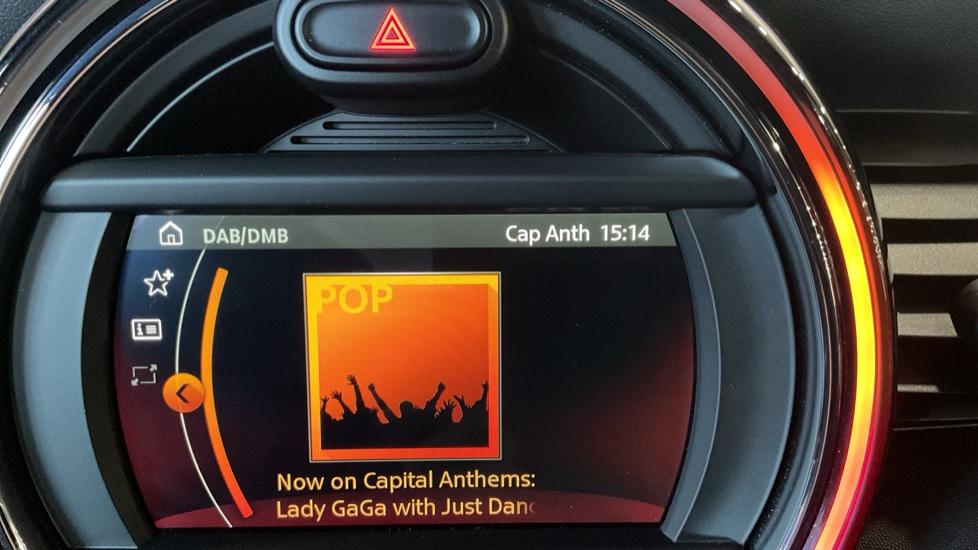 DAB/DMB Cap Anth 15:14
POP
Now on Capital Anthems:
Lady GaGa with Just Danc